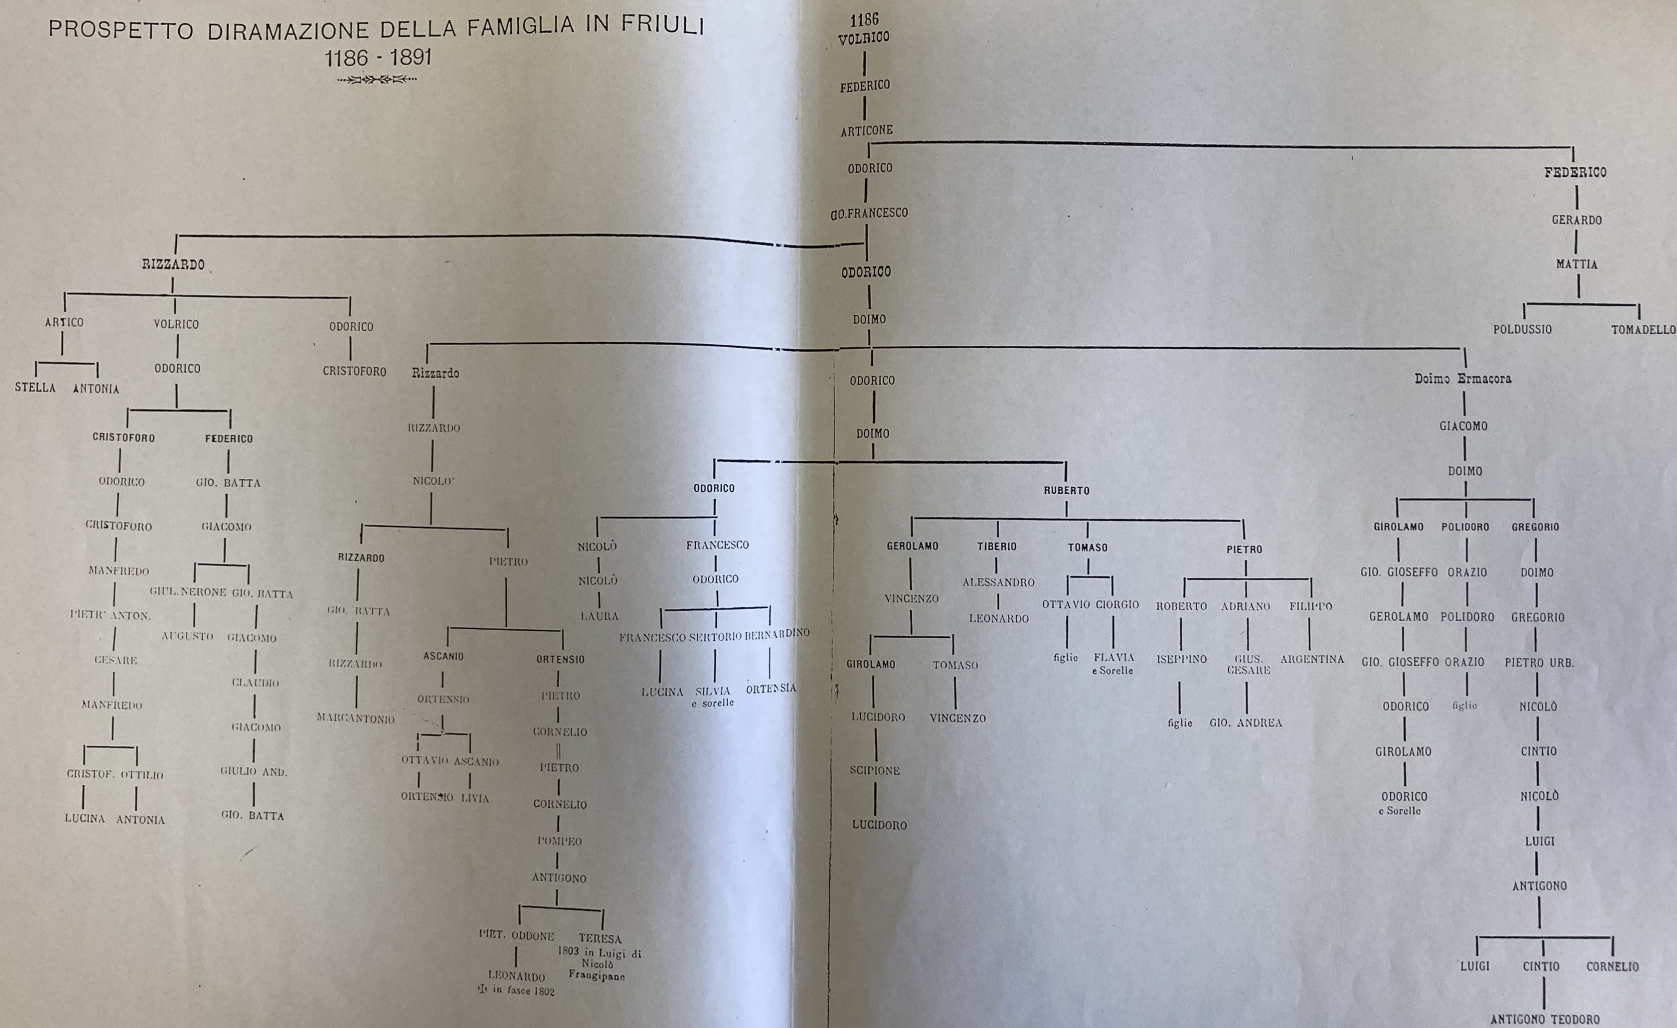 PROSPETTO DIRAMAZIONE DELLA FAMIGLIA IN FRIULI
1186 - 1891
1186
VOLRICO
FEDERICO
ARTICONE
ODORICO
FEDERICO
GIO.FRANCESCO
GERARDO
RIZZARDO
ODORICO
MATTIA
ARTICO VOLRICO ODORICO
DOIMO
POLDUSSIO TOMADELLO
STELLA ANTONIA
ODORICO
CRISTOFORO
Rizzardo
ODORICO
Doimo Ermacora
CRISTOFORO FEDERICO
RIZZARDO
DOIMO
GIACOMO
ODORICO GIO. BATTA
NICOLO'
ODORICO
RUBERTO
DOIMO
CRISTOFORO GIACOMO
RIZZARDO PIETRO
NICOLÒ FRANCESCO
GEROLAMO TIBERIO TOMASO PIETRO
GIROLAMO POLIDORO GREGORIO
MANFREDO
GIUL. NERONE GIO. BATTA
GIO. BATTA
NICOLÒ ODORICO
VINCENZO ALESSANDRO OTTAVIO GIORGIO ROBERTO ADRIANO FILIPPO
GIO. GIOSEFFO ORAZIO DOIMO
PIETR' ANTON.
AUGUSTO GIACOMO
LAURA
FRANCESCO SERTORIO BERNARDINO
LEONARDO
GEROLAMO POLIDORO GREGORIO
CESARE
CLAUDIO
RIZZARDO
ASCANIO ORTENSIO
GIROLAMO TOMASO
figlie FLAVIA
e Sorelle
ISEPPINO GIUS.
CESARE
ARGENTINA
GIO. GIOSEFFO ORAZIO PIETRO URB.
MANFREDO
GIACOMO
MARCANTONIO
ORTENSIO PIETRO
LUCINA SILVIA
e sorelle
ORTENSIA
LUCIDORO VINCENZO
figlie GIO. ANDREA
ODORICO figlie NICOLÒ
CRISTOF. OTTILIO
GIULIO AND.
OTTAVIO ASCANIO
CORNELIO
PIETRO
SCIPIONE
GIROLAMO CINTIO
LUCINA ANTONIA
GIO. BATTA
ORTENSIO LIVIA
CORNELIO
LUCIDORO
ODORICO
e Sorelle
NICOLÒ
POMPEO
LUIGI
ANTIGONO
ANTIGONO
PIET. ODDONE TERESA
1803 in Luigi di
Nicolò
Frangipane
LEONARDO
✠ in fasce 1802
LUIGI CINTIO CORNELIO
ANTIGONO TEODORO